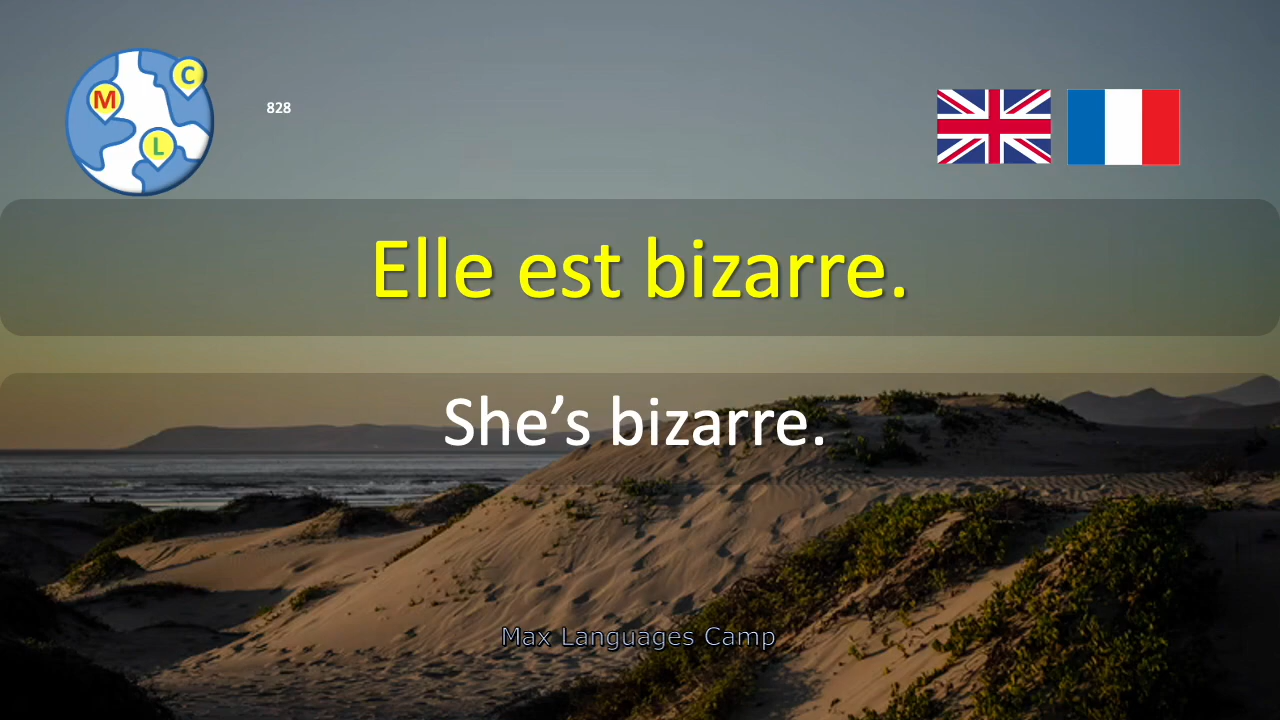 M
C
L
828
Elle est bizarre.
She’s bizarre.
Max Languages Camp